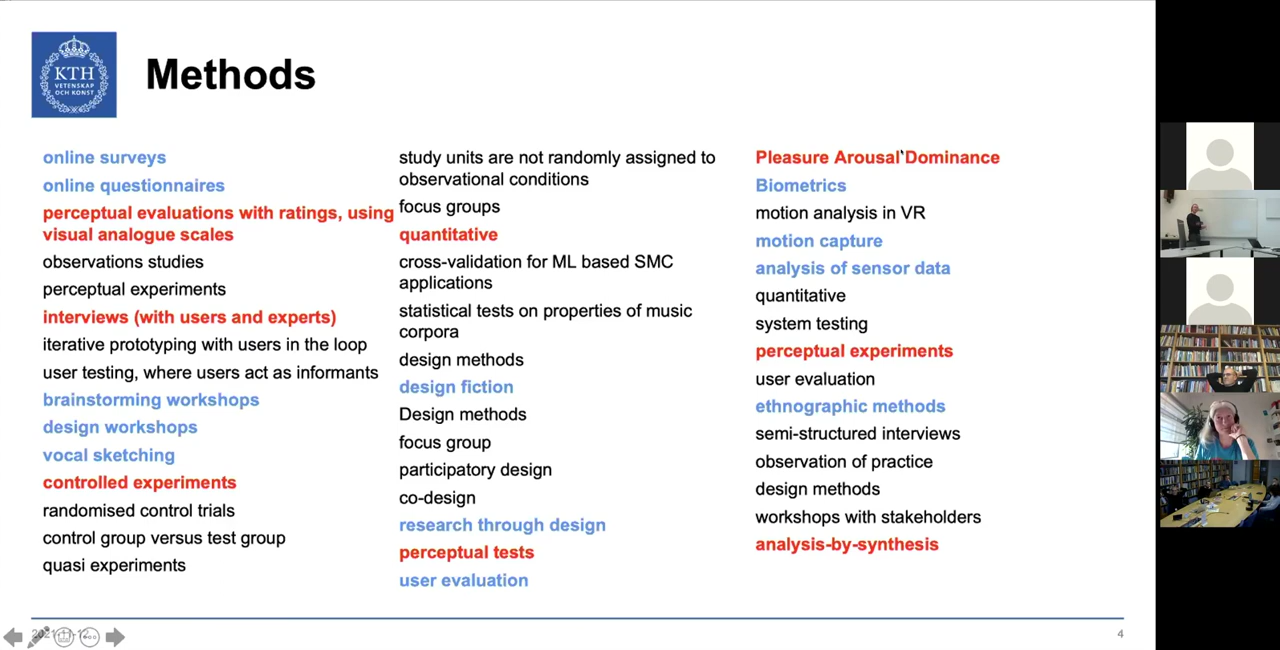 KTH
VETENSKAP
OCH KONST
Methods
online surveys
online questionnaires
perceptual evaluations with ratings, using
visual analogue scales
observations studies
perceptual experiments
interviews (with users and experts)
iterative prototyping with users in the loop
user testing, where users act as informants
brainstorming workshops
design workshops
vocal sketching
controlled experiments
randomised control trials
control group versus test group
quasi experiments
study units are not randomly assigned to
observational conditions
focus groups
quantitative
cross-validation for ML based SMC
applications
statistical tests on properties of music
corpora
design methods
design fiction
Design methods
focus group
participatory design
co-design
research through design
perceptual tests
user evaluation
Pleasure Arousal Dominance
Biometrics
motion analysis in VR
motion capture
analysis of sensor data
quantitative
system testing
perceptual experiments
user evaluation
ethnographic methods
semi-structured interviews
observation of practice
design methods
workshops with stakeholders
analysis-by-synthesis
2021-11-12
4